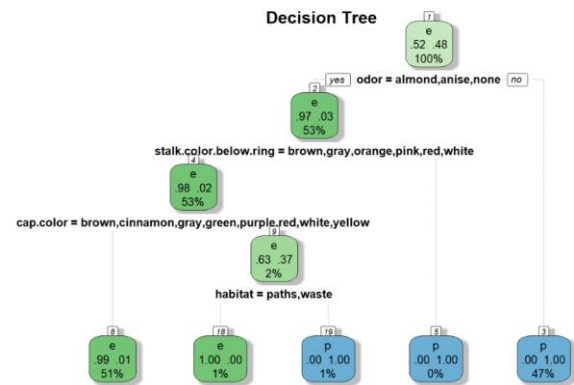 Decision Tree
1
e
.52 .48
100%
yes odor = almond,anise,none no
2
e
.97 .03
53%
stalk.color.below.ring = brown,gray,orange,pink,red,white
4
e
.98 .02
53%
cap.color = brown,cinnamon,gray,green,purple,red,white,yellow
9
e
.63 .37
2%
habitat = paths,waste
8 18 19 5 3
e e p p p
.99 .01 1.00 .00 .00 1.00 .00 1.00 .00 1.00
51% 1% 1% 0% 47%